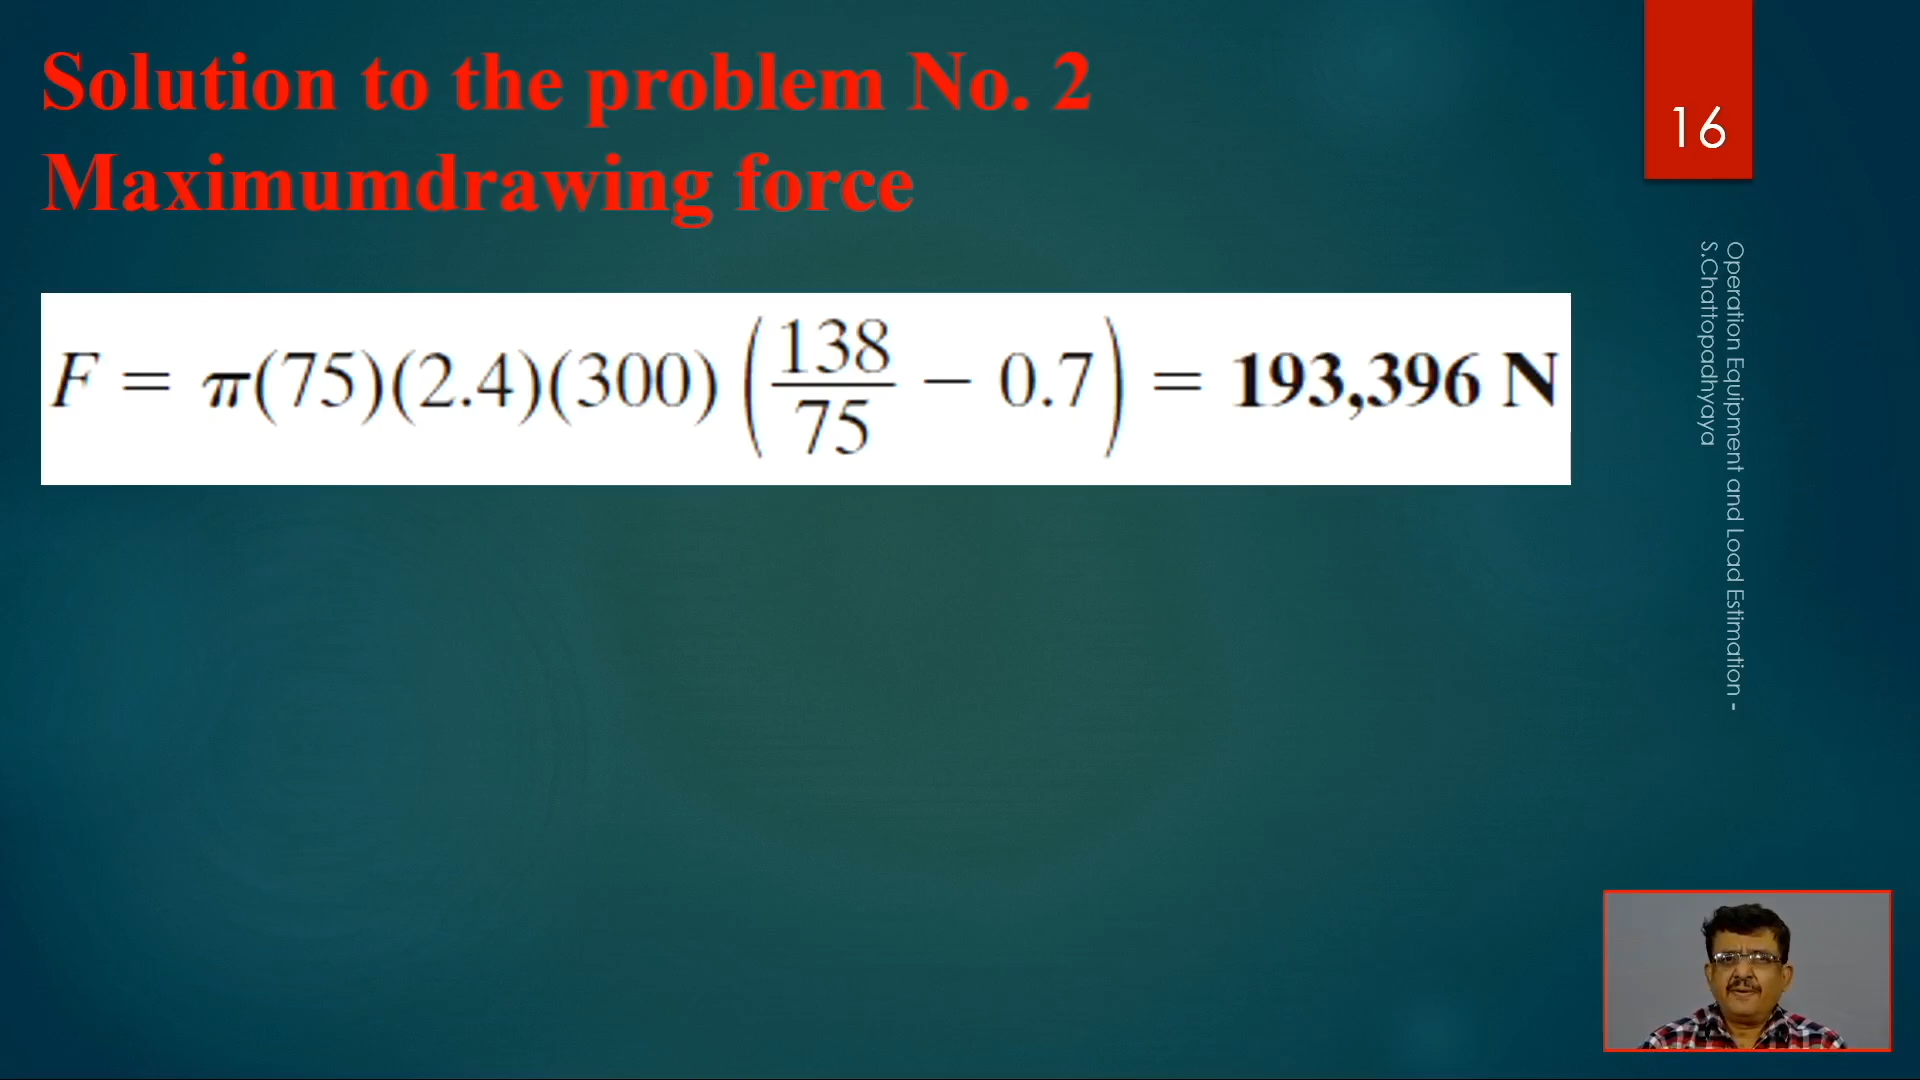 Solution to the problem No. 2
Maximumdrawing force
16
F = π(75)(2.4)(300) (138/75 − 0.7) = 193,396 N
Operation Equipment and Load Estimation -
S.Chattopadhyaya